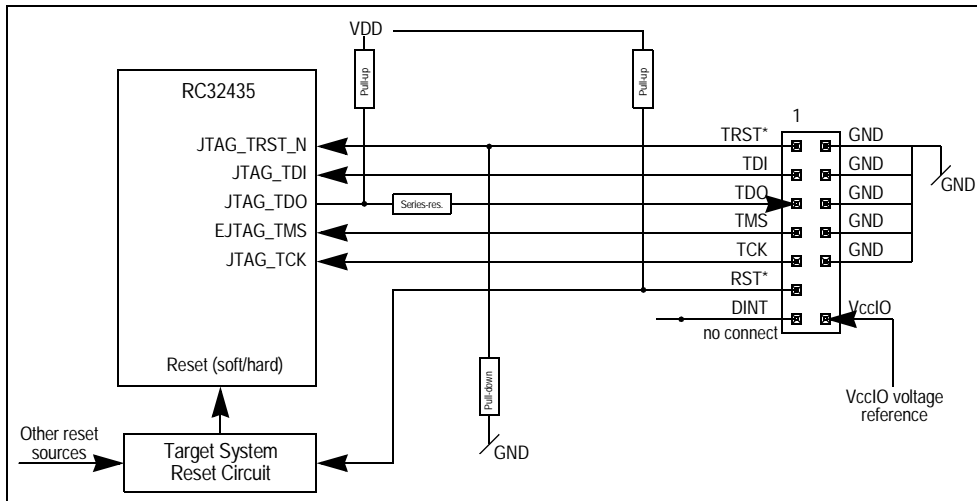 VDD
Pull-up
Pull-up
RC32435
1
JTAG_TRST_N
TRST*
GND
JTAG_TDI
TDI
GND
GND
JTAG_TDO
Series-res.
TDO
GND
EJTAG_TMS
TMS
GND
JTAG_TCK
TCK
GND
RST*
DINT
VccIO
no connect
Reset (soft/hard)
Pull-down
VccIO voltage
reference
Other reset
sources
Target System
Reset Circuit
GND